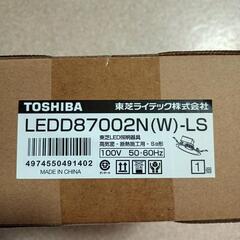 TOSHIBA 東芝ライテック株式会社
LEDD87002N(W)-LS
東芝LED照明器具
高気密・断熱施工用・SB形
100V 50・60Hz
4974550491402
MADE IN CHINA
1個